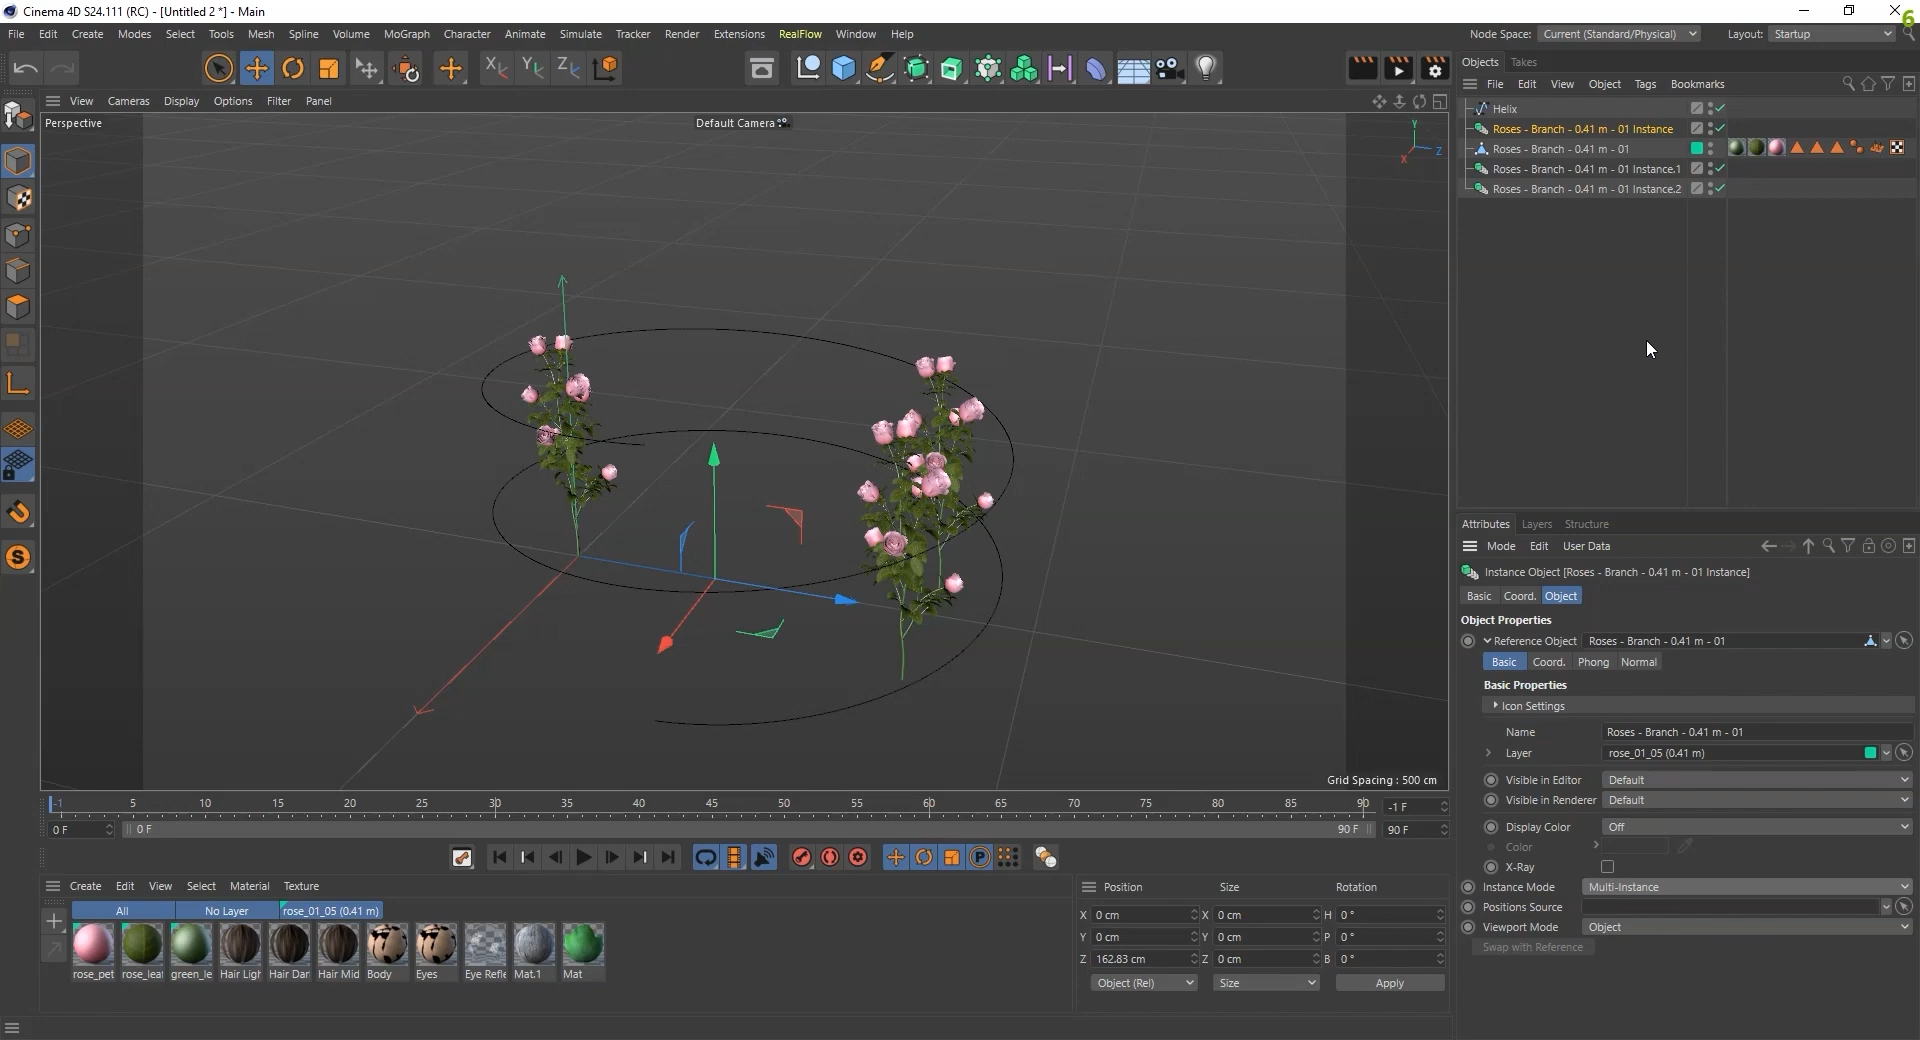 Cinema 4D S24.111 (RC) - [Untitled 2 *] - Main
6
File Edit Create Modes Select Tools Mesh Spline Volume MoGraph Character Animate Simulate Tracker Render Extensions RealFlow Window Help
Node Space: Current (Standard/Physical) Layout: Startup
View Cameras Display Options Filter Panel
Perspective
Default Camera
Y
Z
X
Grid Spacing : 500 cm
Objects Takes
File Edit View Object Tags Bookmarks
Helix
Roses - Branch - 0.41 m - 01 Instance
Roses - Branch - 0.41 m - 01
Roses - Branch - 0.41 m - 01 Instance.1
Roses - Branch - 0.41 m - 01 Instance.2
Attributes Layers Structure
Mode Edit User Data
Instance Object [Roses - Branch - 0.41 m - 01 Instance]
Basic Coord. Object
Object Properties
Reference Object Roses - Branch - 0.41 m - 01
Basic Coord. Phong Normal
Basic Properties
Icon Settings
Name Roses - Branch - 0.41 m - 01
Layer rose_01_05 (0.41 m)
Visible in Editor Default
Visible in Renderer Default
Display Color Off
Color
X-Ray
Instance Mode Multi-Instance
Positions Source
Viewport Mode Object
Swap with Reference
-1 5 10 15 20 25 30 35 40 45 50 55 60 65 70 75 80 85 90 -1 F
0 F 0 F 90 F 90 F
Create Edit View Select Material Texture
All No Layer rose_01_05 (0.41 m)
rose_pet rose_leaf green_le Hair Ligh Hair Dar Hair Mid Body Eyes Eye Refle Mat.1 Mat
Position Size Rotation
X 0 cm X 0 cm H 0 °
Y 0 cm Y 0 cm P 0 °
Z 162.83 cm Z 0 cm B 0 °
Object (Rel) Size Apply